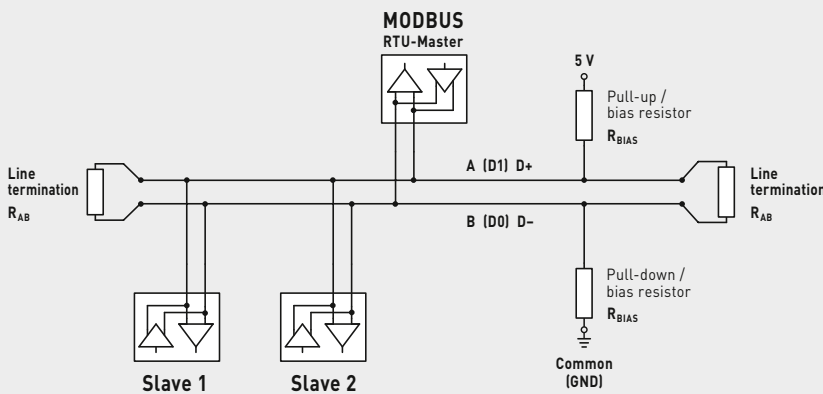 MODBUS
RTU-Master
5 V
Pull-up /
bias resistor
RBIAS
A (D1) D+
Line
termination
RAB
Line
termination
RAB
B (D0) D–
Pull-down /
bias resistor
RBIAS
Common
(GND)
Slave 1
Slave 2